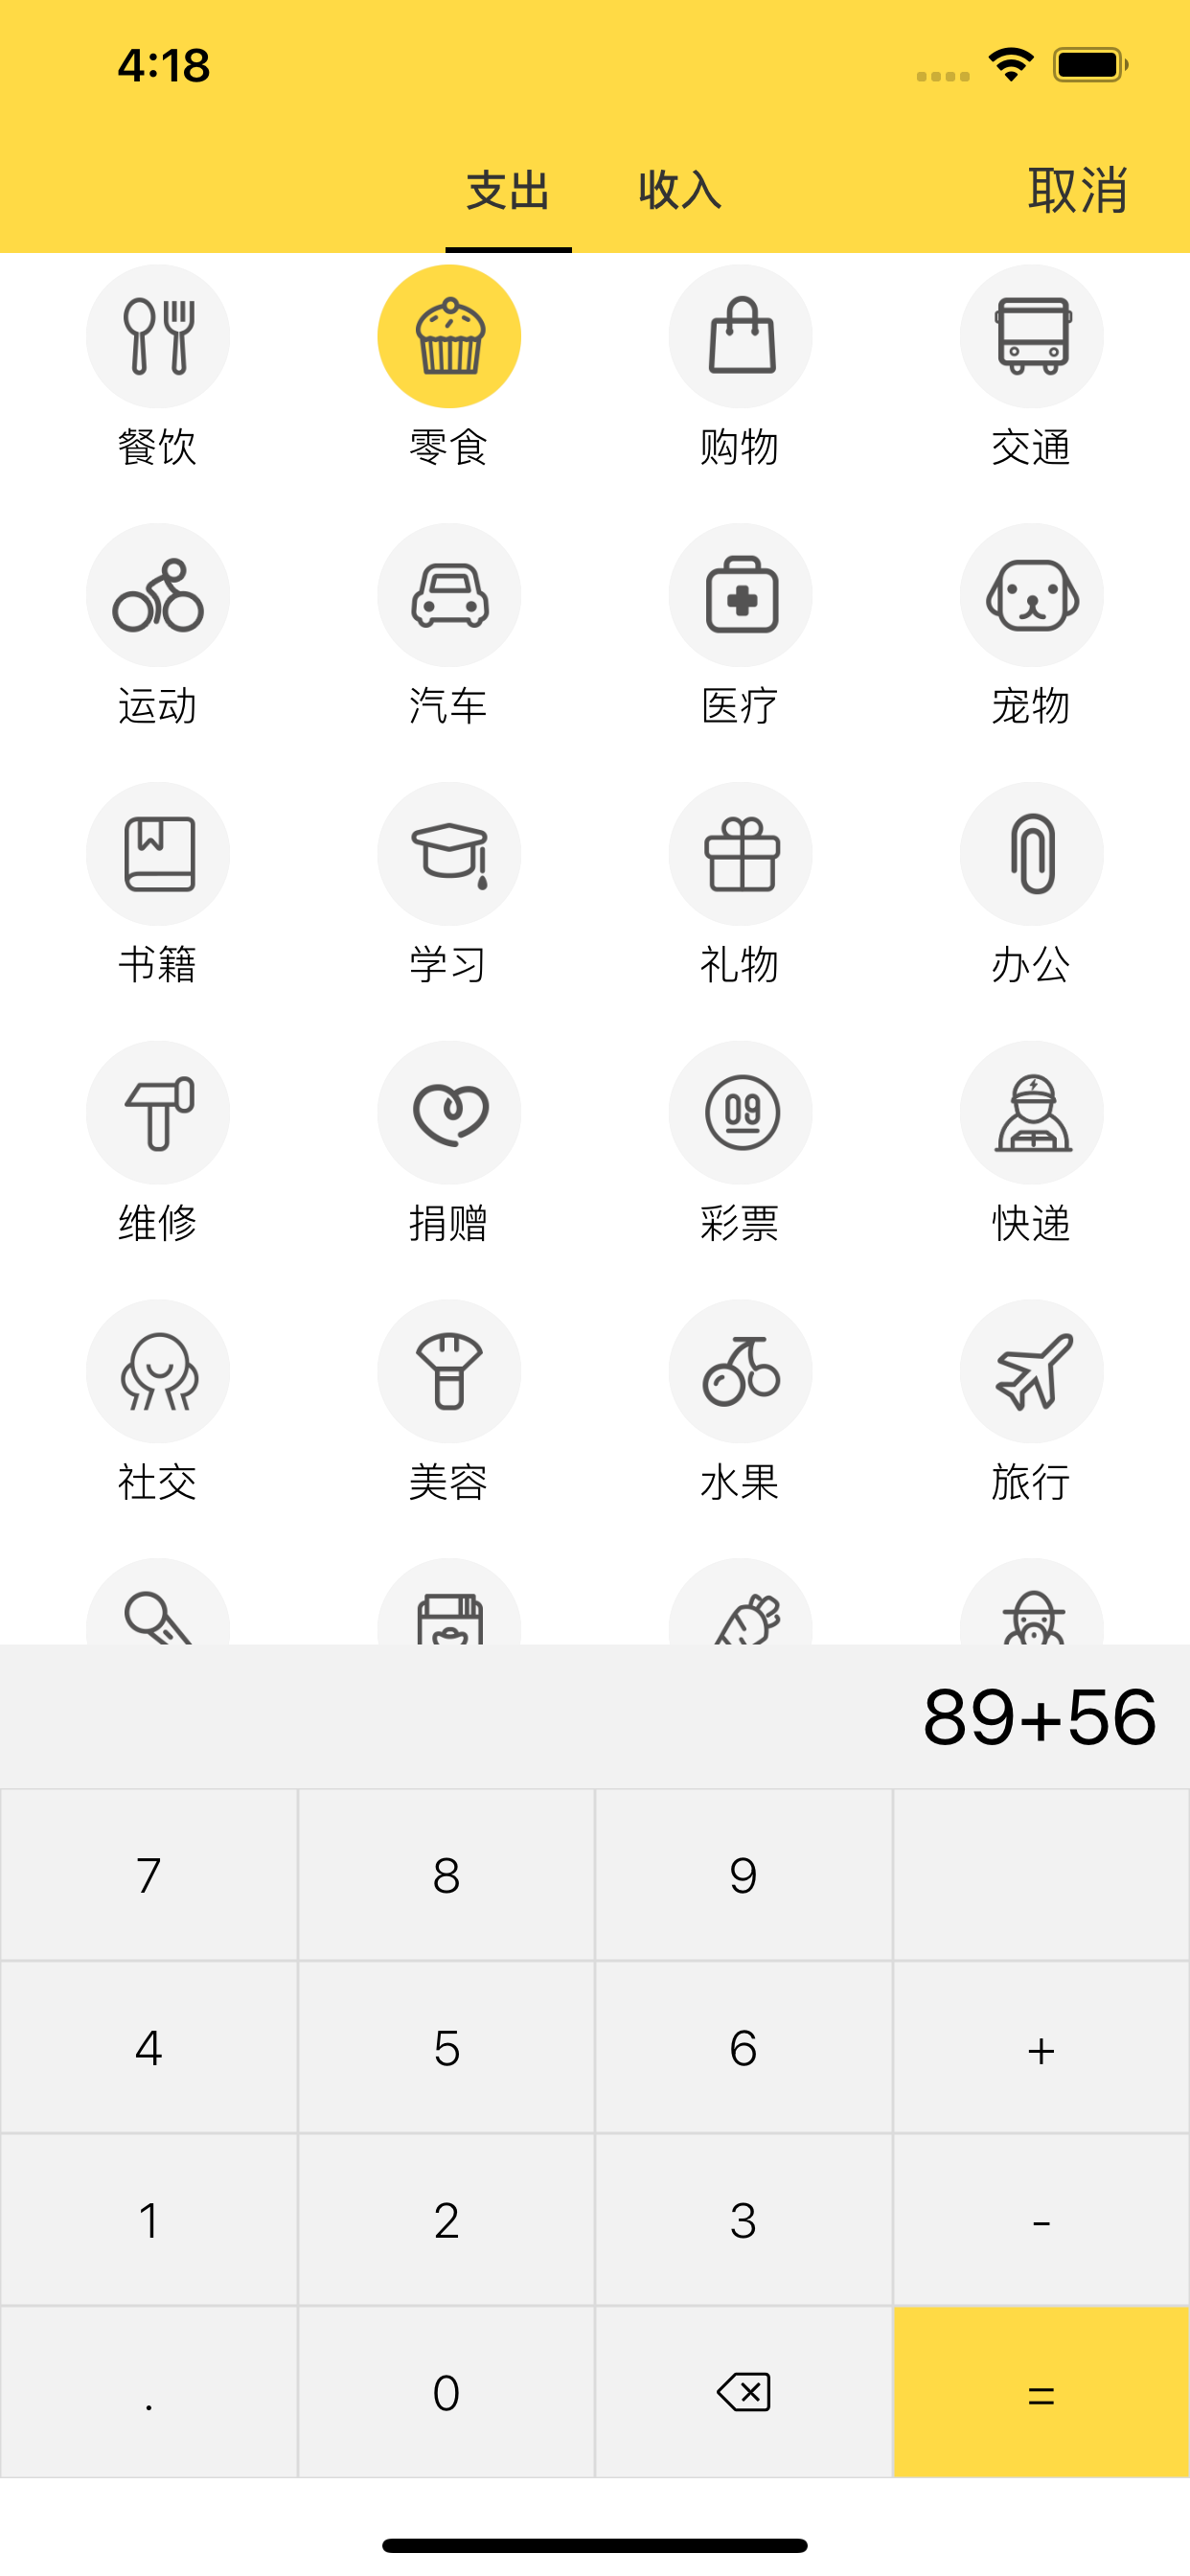 4:18
支出 收入 取消
餐饮 零食 购物 交通
运动 汽车 医疗 宠物
书籍 学习 礼物 办公
09
维修 捐赠 彩票 快递
社交 美容 水果 旅行
89+56
7 8 9
4 5 6 +
1 2 3 -
. 0 =